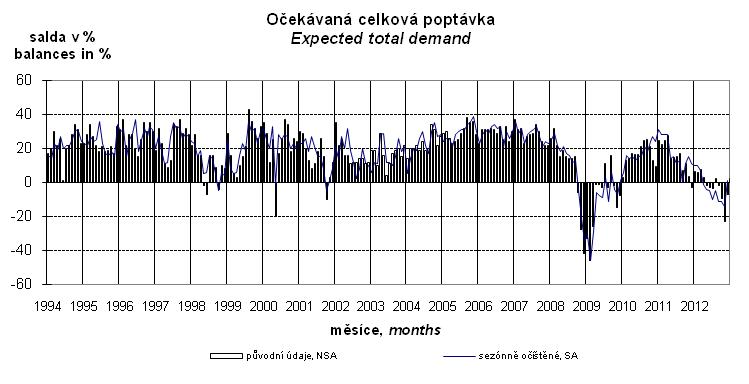 Očekávaná celková poptávka
Expected total demand
salda v %
balances in %
60
40
20
0
-20
-40
-60
1994 1995 1996 1997 1998 1999 2000 2001 2002 2003 2004 2005 2006 2007 2008 2009 2010 2011 2012
měsíce, months
původní údaje, NSA
sezónně očištěné, SA